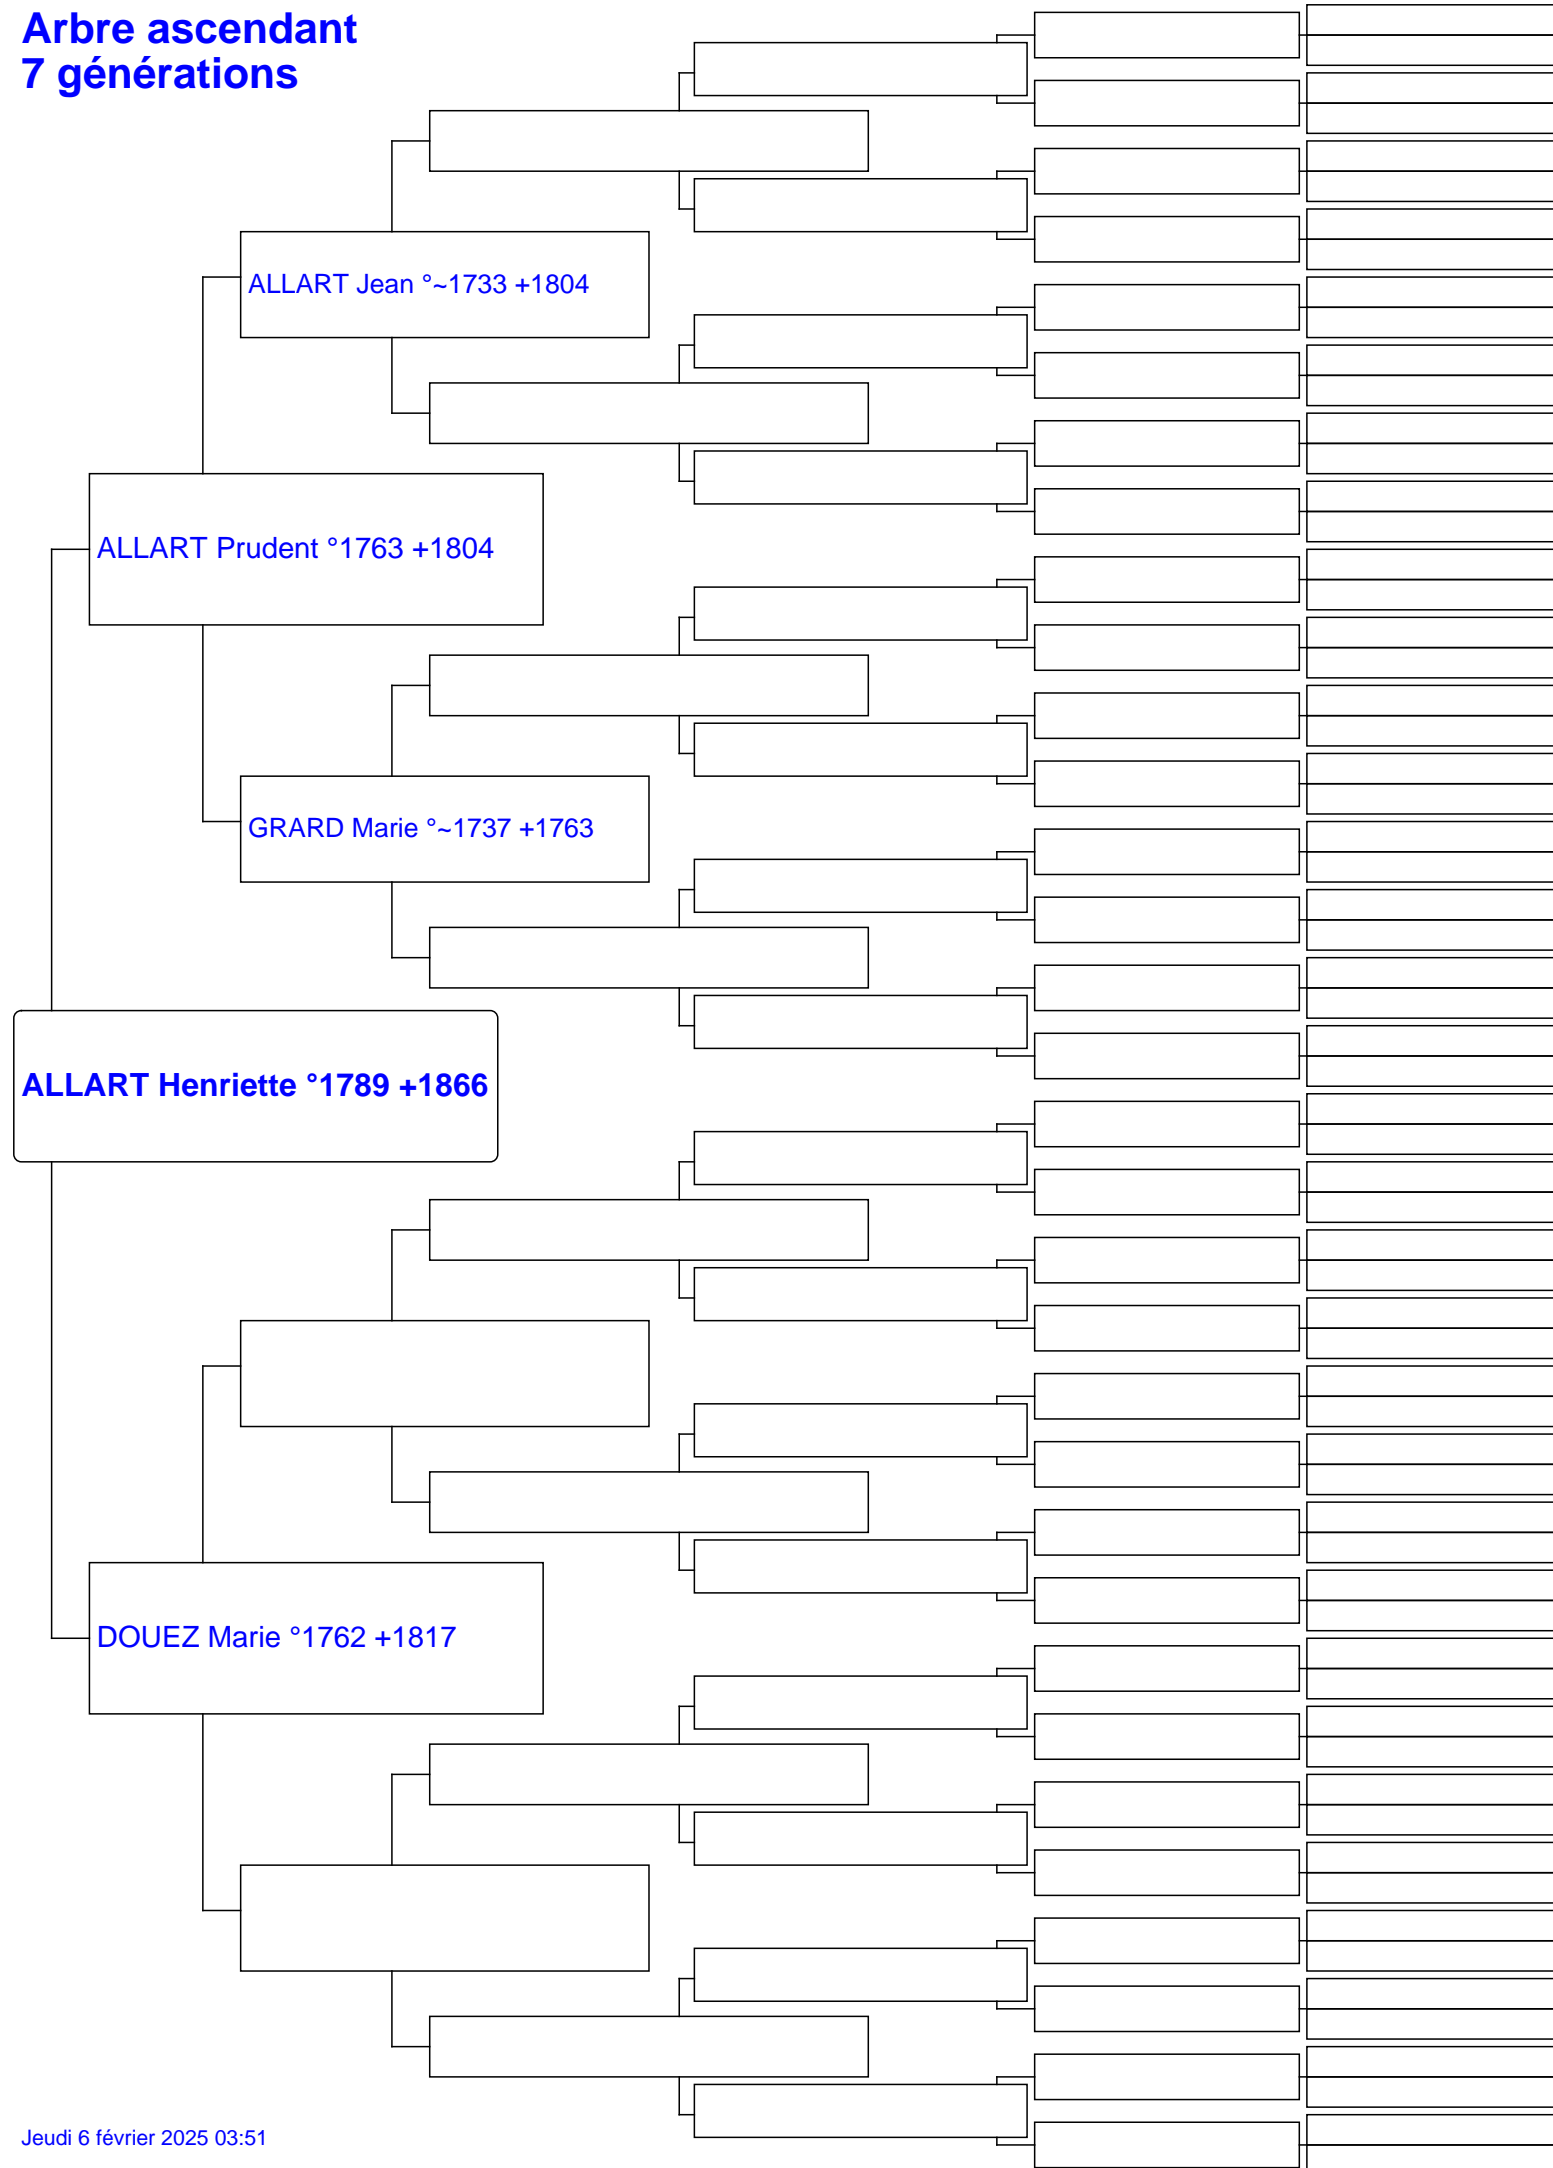 Arbre ascendant
7 générations
ALLART Jean °~1733 +1804
ALLART Prudent °1763 +1804
GRARD Marie °~1737 +1763
ALLART Henriette °1789 +1866
DOUEZ Marie °1762 +1817
Jeudi 6 février 2025 03:51